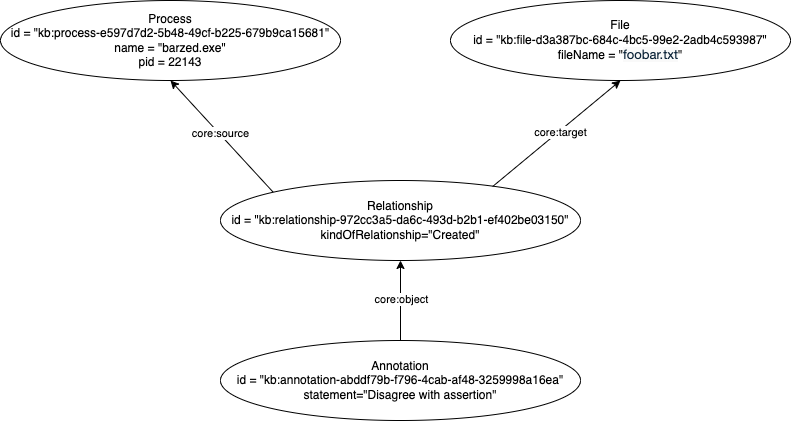 Process
id = "kb:process-e597d7d2-5b48-49cf-b225-679b9ca15681"
name = "barzed.exe"
pid = 22143
File
id = "kb:file-d3a387bc-684c-4bc5-99e2-2adb4c593987"
fileName = "foobar.txt"
core:source
core:target
Relationship
id = "kb:relationship-972cc3a5-da6c-493d-b2b1-ef402be03150"
kindOfRelationship="Created"
core:object
Annotation
id = "kb:annotation-abddf79b-f796-4cab-af48-3259998a16ea"
statement="Disagree with assertion"